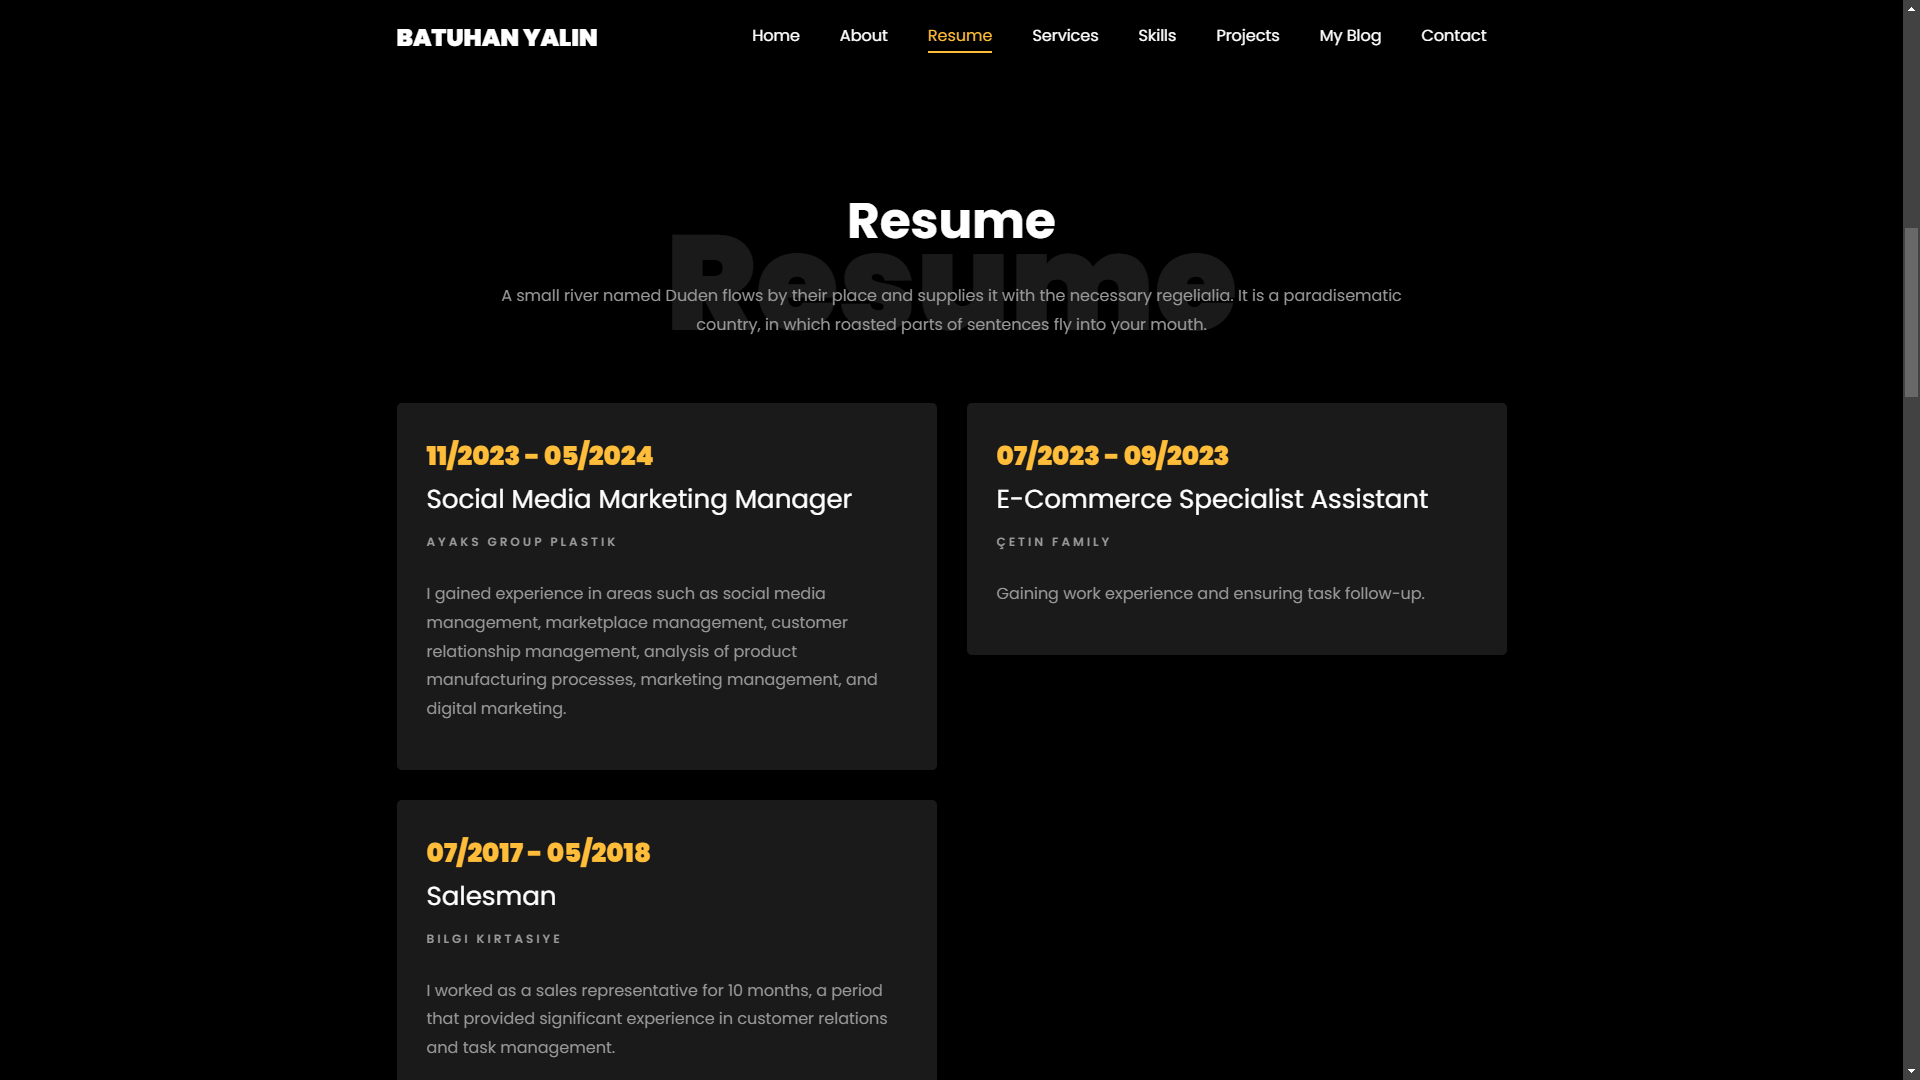 BATUHAN YALIN
Home About Resume Services Skills Projects My Blog Contact
Resume
Resume
A small river named Duden flows by their place and supplies it with the necessary regelialia. It is a paradisematic
country, in which roasted parts of sentences fly into your mouth.
11/2023 - 05/2024
Social Media Marketing Manager
AYAKS GROUP PLASTIK
I gained experience in areas such as social media
management, marketplace management, customer
relationship management, analysis of product
manufacturing processes, marketing management, and
digital marketing.
07/2023 - 09/2023
E-Commerce Specialist Assistant
ÇETIN FAMILY
Gaining work experience and ensuring task follow-up.
07/2017 - 05/2018
Salesman
BILGI KIRTASIYE
I worked as a sales representative for 10 months, a period
that provided significant experience in customer relations
and task management.